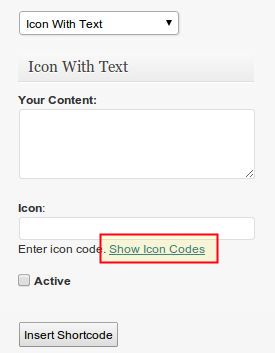 Icon With Text
Icon With Text
Your Content:
Icon:
Enter icon code. Show Icon Codes
Active
Insert Shortcode